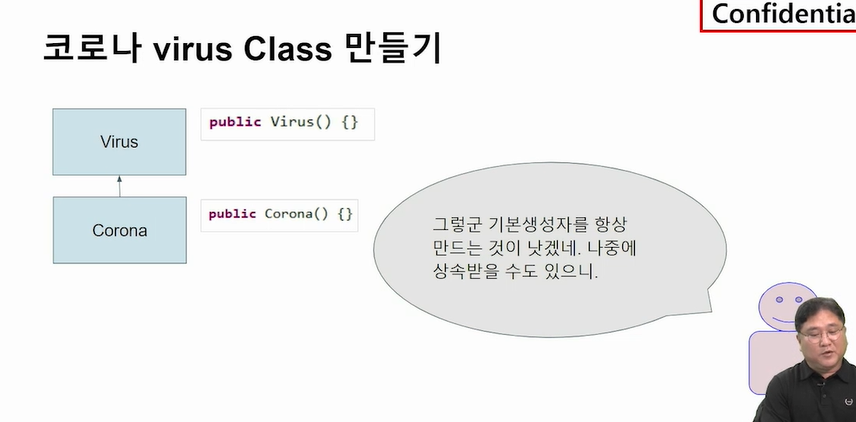 Confidentia
코로나 virus Class 만들기
Virus
public Virus() {}
Corona
public Corona() {}
그렇군 기본생성자를 항상
만드는 것이 낫겠네. 나중에
상속받을 수도 있으니.